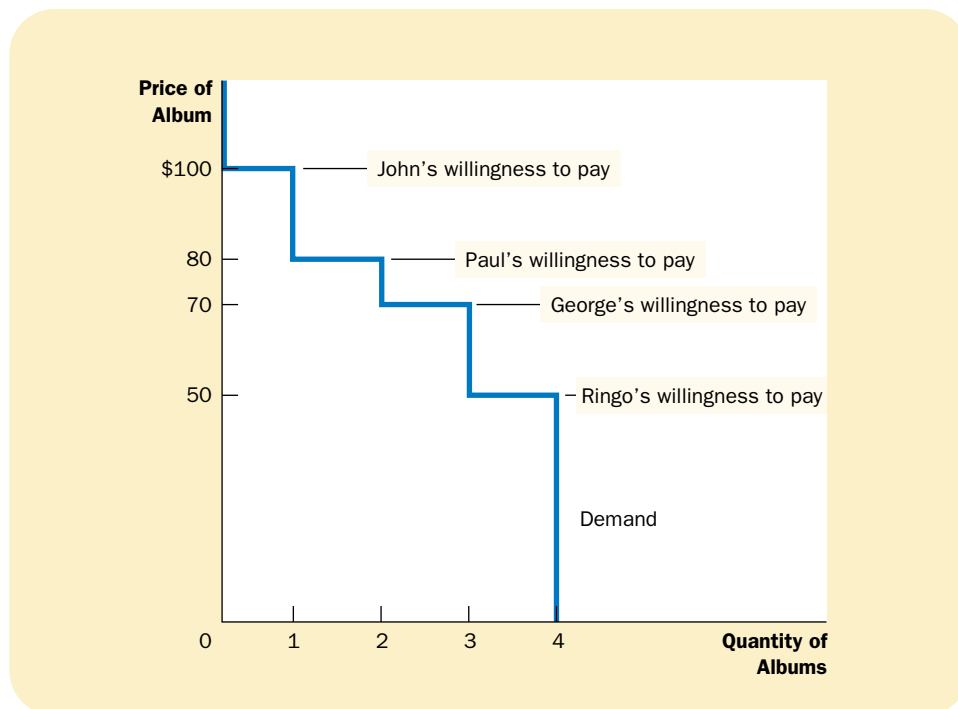 Price of
Album
$100
John’s willingness to pay
80
Paul’s willingness to pay
70
George’s willingness to pay
50
Ringo’s willingness to pay
Demand
0
1
2
3
4
Quantity of
Albums